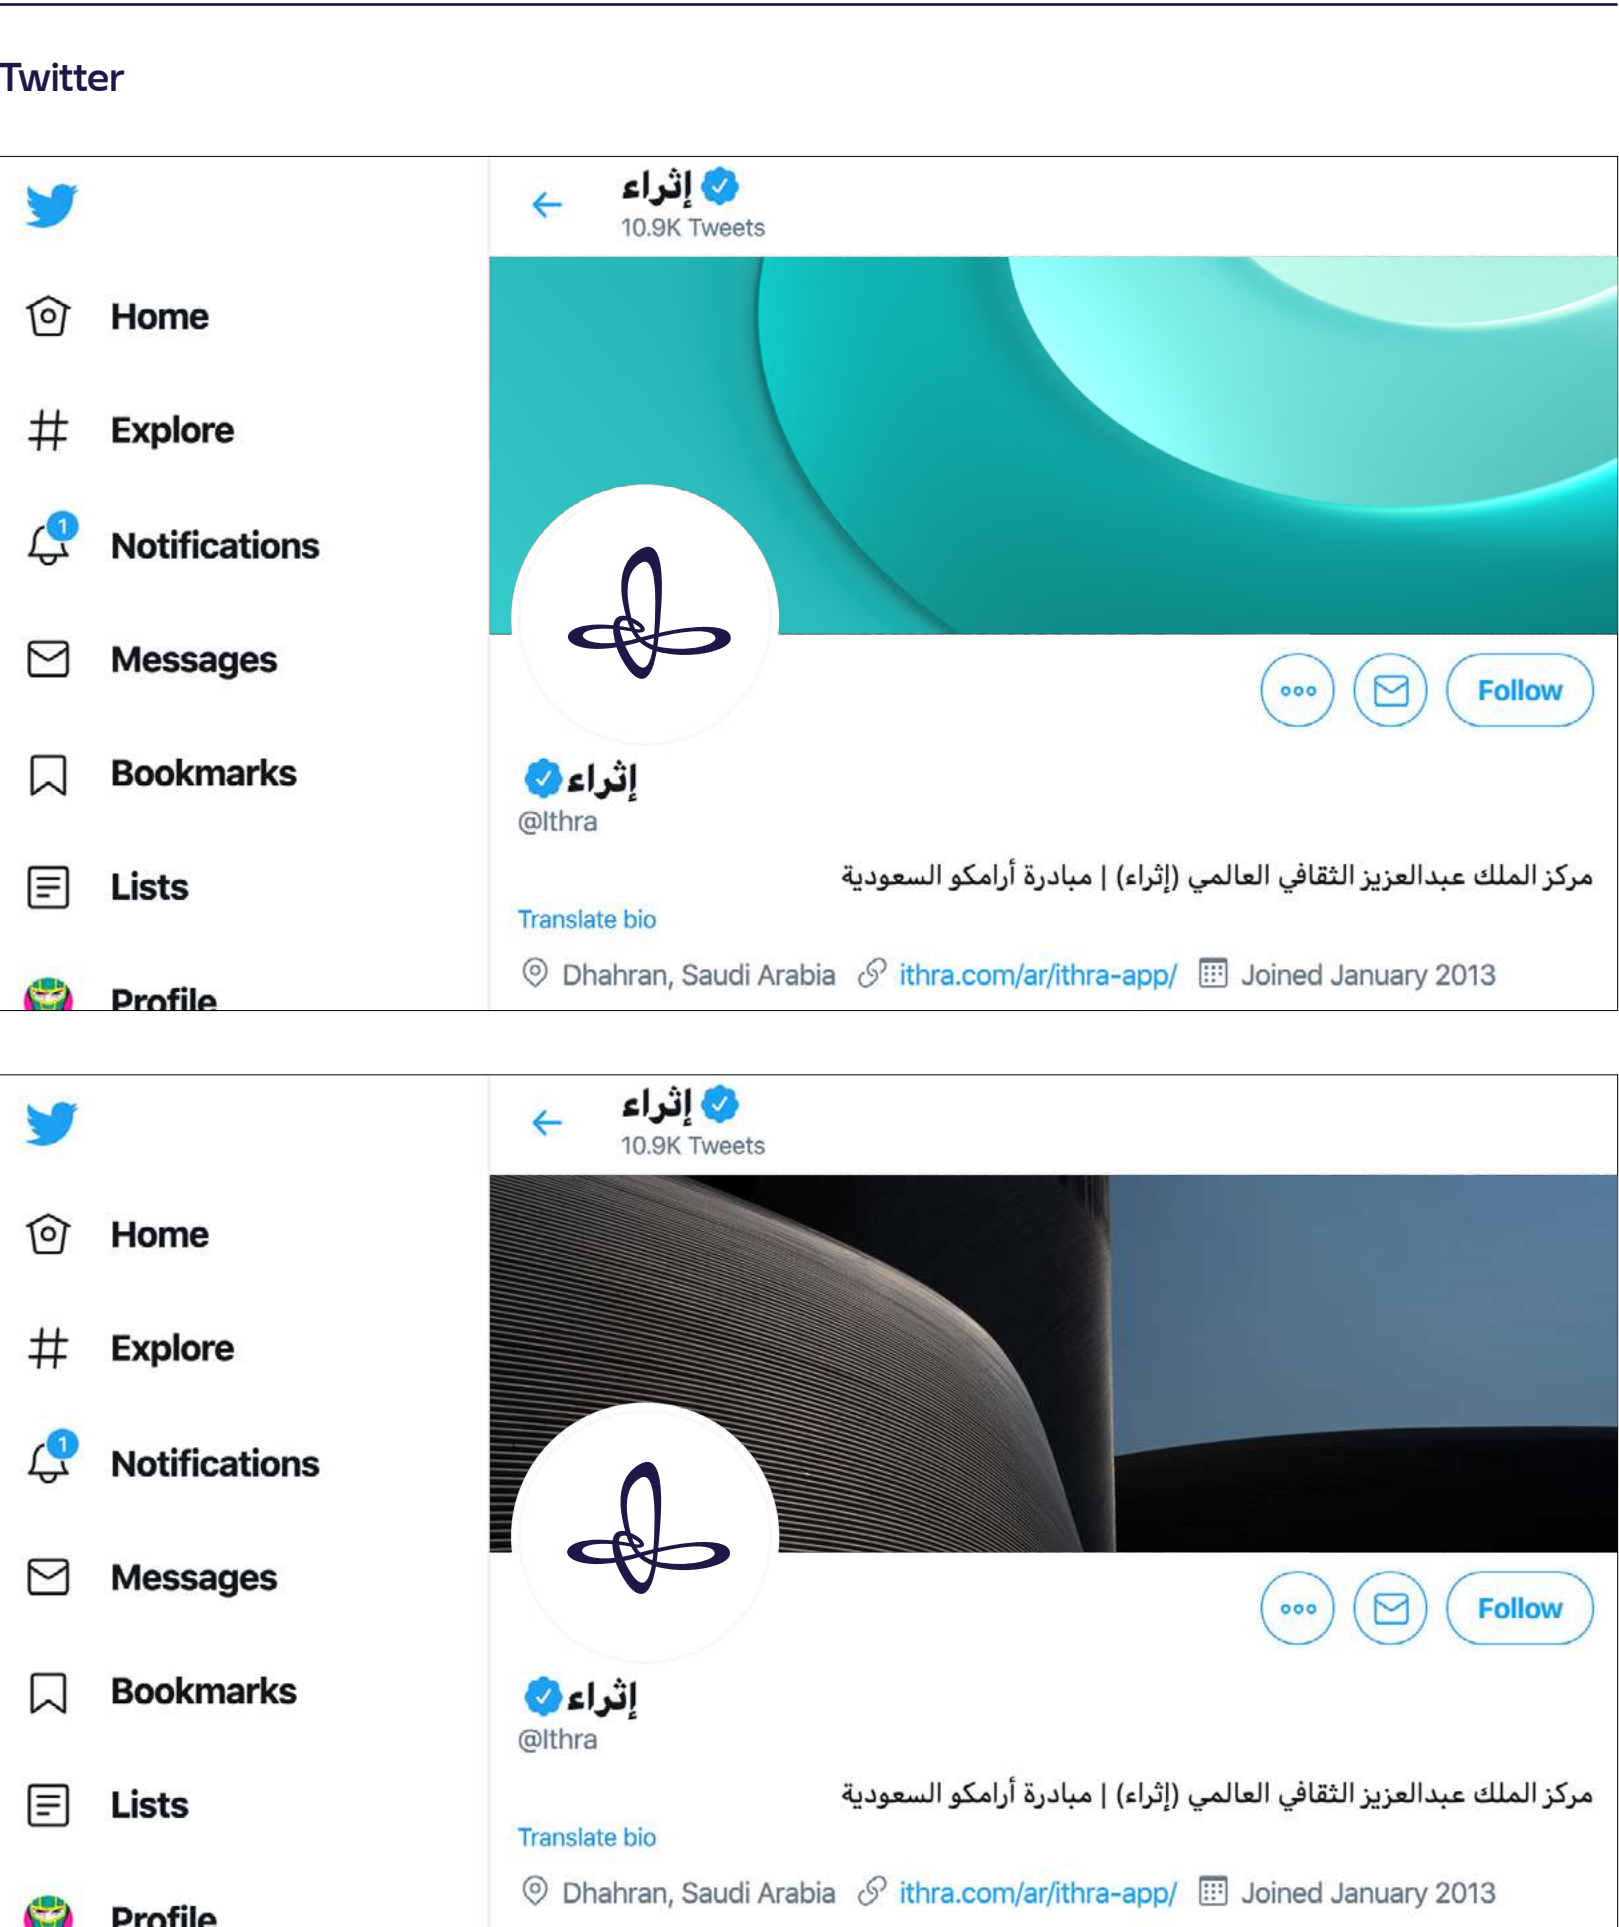 Twitter
إثراء
10.9K Tweets
Home
Explore
1
Notifications
Messages
Bookmarks
Lists
Profile
Follow
إثراء
@Ithra
مركز الملك عبدالعزيز الثقافي العالمي (إثراء) | مبادرة أرامكو السعودية
Translate bio
Dhahran, Saudi Arabia ithra.com/ar/ithra-app/ Joined January 2013
إثراء
10.9K Tweets
Home
Explore
1
Notifications
Messages
Bookmarks
Lists
Profile
Follow
إثراء
@Ithra
مركز الملك عبدالعزيز الثقافي العالمي (إثراء) | مبادرة أرامكو السعودية
Translate bio
Dhahran, Saudi Arabia ithra.com/ar/ithra-app/ Joined January 2013